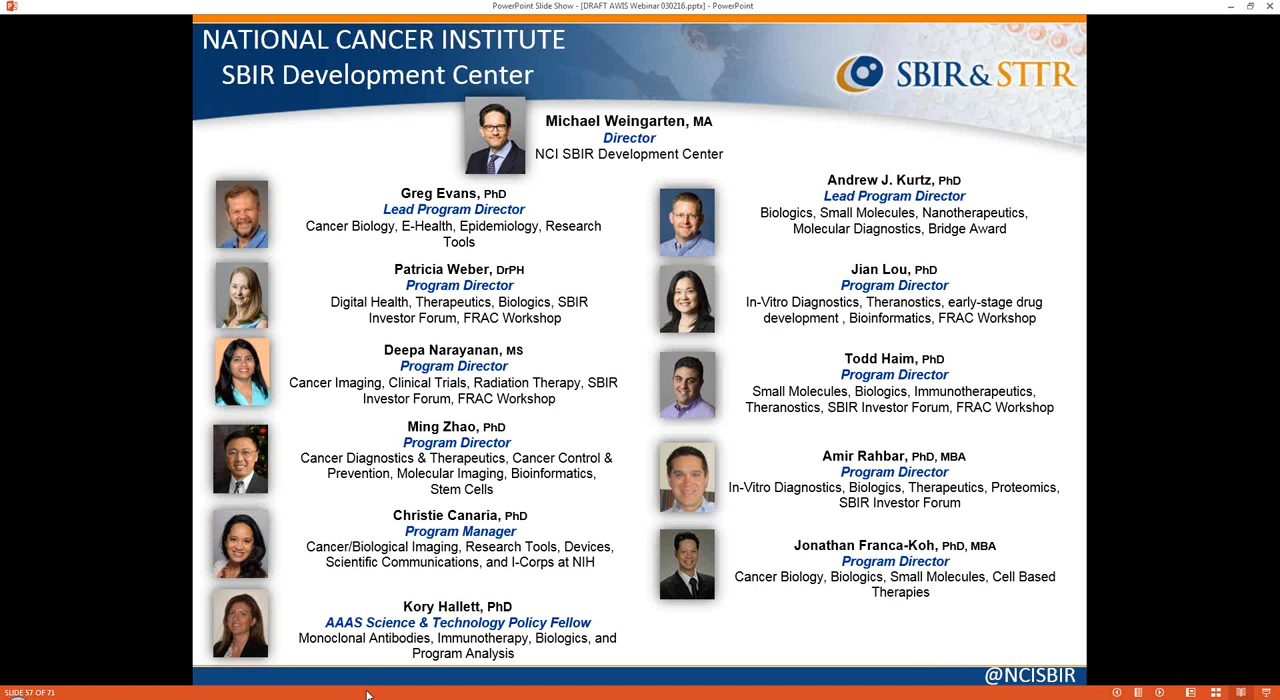 PowerPoint Slide Show - [DRAFT AWIS Webinar 030216.pptx] - PowerPoint
NATIONAL CANCER INSTITUTE
SBIR Development Center
SBIR & STTR
Michael Weingarten, MA
Director
NCI SBIR Development Center
Greg Evans, PhD
Lead Program Director
Cancer Biology, E-Health, Epidemiology, Research
Tools
Patricia Weber, DrPH
Program Director
Digital Health, Therapeutics, Biologics, SBIR
Investor Forum, FRAC Workshop
Deepa Narayanan, MS
Program Director
Cancer Imaging, Clinical Trials, Radiation Therapy, SBIR
Investor Forum, FRAC Workshop
Ming Zhao, PhD
Program Director
Cancer Diagnostics & Therapeutics, Cancer Control &
Prevention, Molecular Imaging, Bioinformatics,
Stem Cells
Christie Canaria, PhD
Program Manager
Cancer/Biological Imaging, Research Tools, Devices,
Scientific Communications, and I-Corps at NIH
Kory Hallett, PhD
AAAS Science & Technology Policy Fellow
Monoclonal Antibodies, Immunotherapy, Biologics, and
Program Analysis
Andrew J. Kurtz, PhD
Lead Program Director
Biologics, Small Molecules, Nanotherapeutics,
Molecular Diagnostics, Bridge Award
Jian Lou, PhD
Program Director
In-Vitro Diagnostics, Theranostics, early-stage drug
development , Bioinformatics, FRAC Workshop
Todd Haim, PhD
Program Director
Small Molecules, Biologics, Immunotherapeutics,
Theranostics, SBIR Investor Forum, FRAC Workshop
Amir Rahbar, PhD, MBA
Program Director
In-Vitro Diagnostics, Biologics, Therapeutics, Proteomics,
SBIR Investor Forum
Jonathan Franca-Koh, PhD, MBA
Program Director
Cancer Biology, Biologics, Small Molecules, Cell Based
Therapies
@NCISBIR
SLIDE 57 OF 71